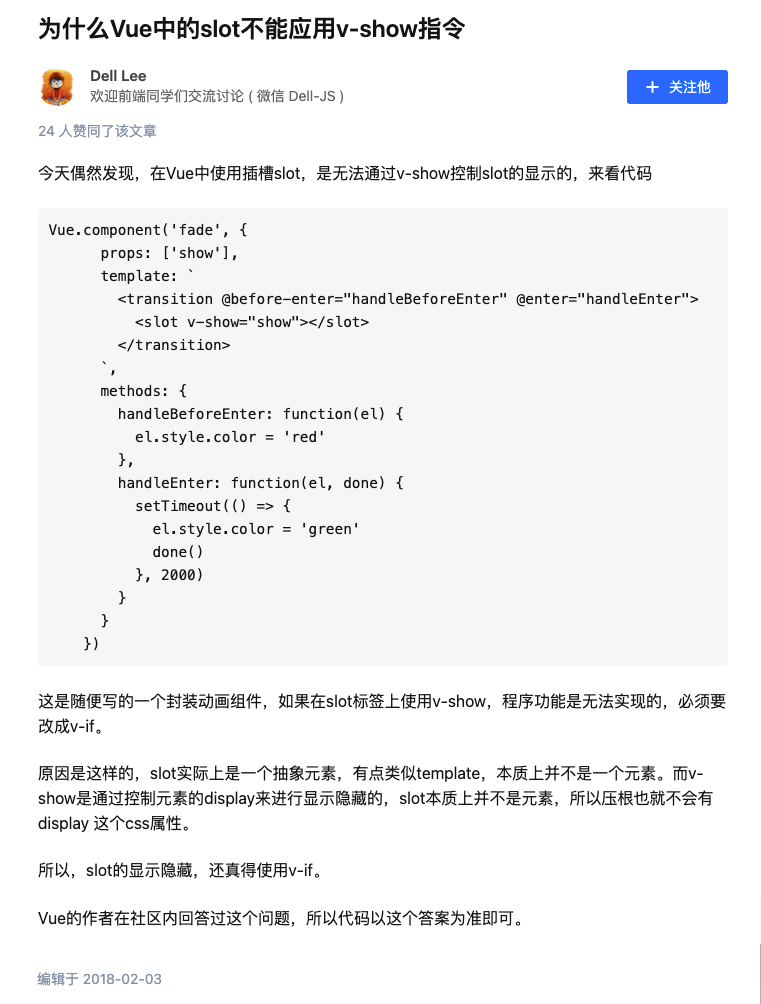 为什么Vue中的slot不能应用v-show指令
Dell Lee
欢迎前端同学们交流讨论 ( 微信 Dell-JS )
+ 关注他
24 人赞同了该文章
今天偶然发现，在Vue中使用插槽slot，是无法通过v-show控制slot的显示的，来看代码
Vue.component('fade', {
      props: ['show'],
      template: `
        <transition @before-enter="handleBeforeEnter" @enter="handleEnter">
          <slot v-show="show"></slot>
        </transition>
      `,
      methods: {
        handleBeforeEnter: function(el) {
          el.style.color = 'red'
        },
        handleEnter: function(el, done) {
          setTimeout(() => {
            el.style.color = 'green'
            done()
          }, 2000)
        }
      }
    })
这是随便写的一个封装动画组件，如果在slot标签上使用v-show，程序功能是无法实现的，必须要
改成v-if。
原因是这样的，slot实际上是一个抽象元素，有点类似template，本质上并不是一个元素。而v-
show是通过控制元素的display来进行显示隐藏的，slot本质上并不是元素，所以压根也就不会有
display 这个css属性。
所以，slot的显示隐藏，还真得使用v-if。
Vue的作者在社区内回答过这个问题，所以代码以这个答案为准即可。
编辑于 2018-02-03